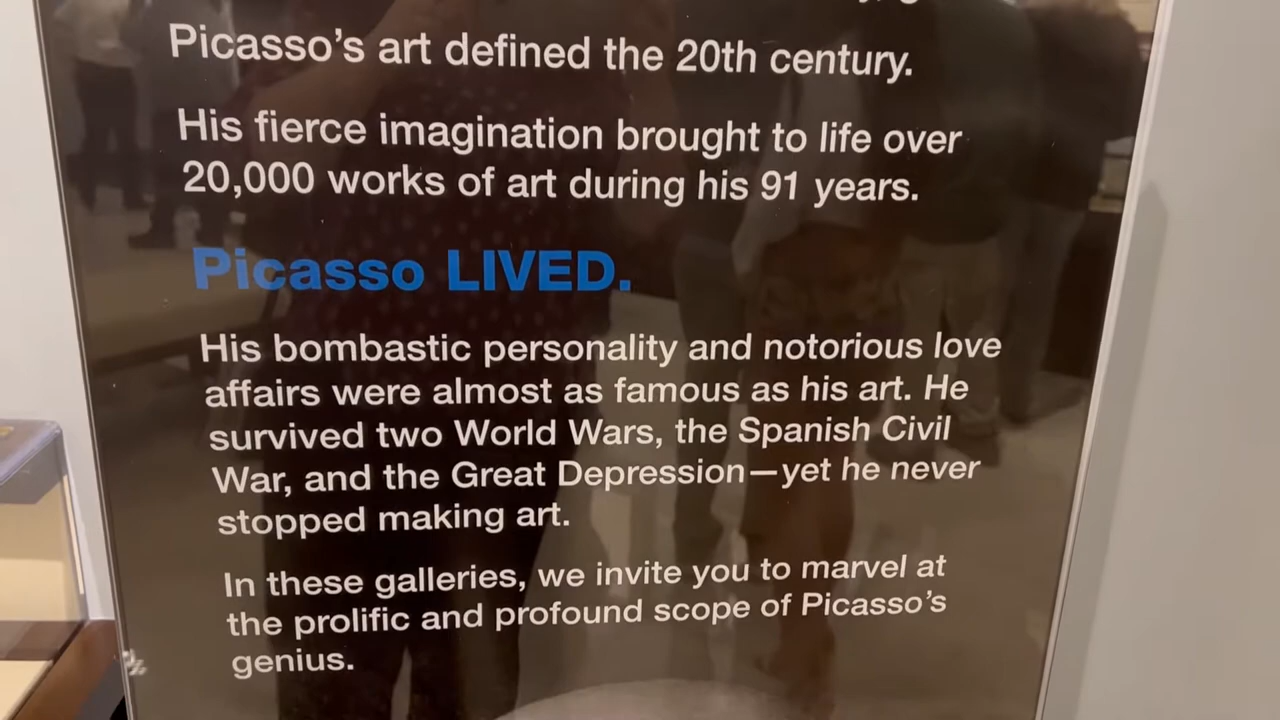 Picasso's art defined the 20th century.
His fierce imagination brought to life over
20,000 works of art during his 91 years.
Picasso LIVED.
His bombastic personality and notorious love
affairs were almost as famous as his art. He
survived two World Wars, the Spanish Civil
War, and the Great Depression—yet he never
stopped making art.
In these galleries, we invite you to marvel at
the prolific and profound scope of Picasso's
genius.